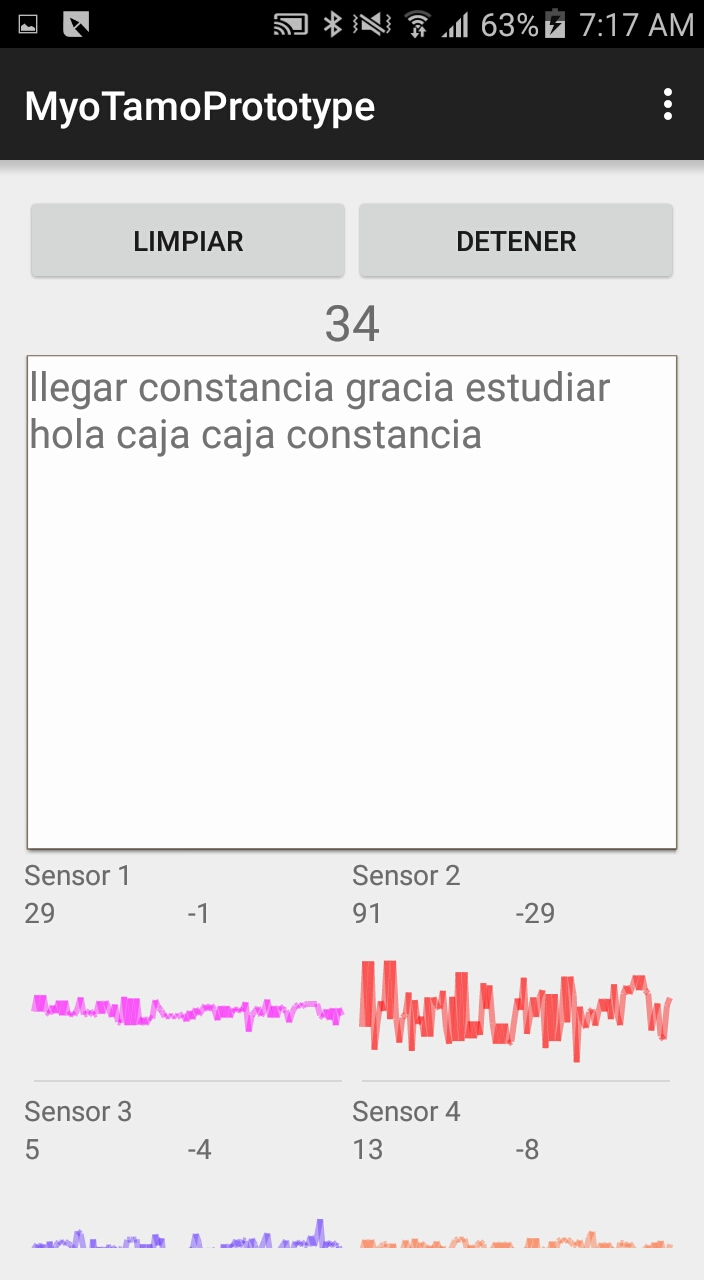 63% 7:17 AM
MyoTamoPrototype
LIMPIAR DETENER
34
llegar constancia gracia estudiar
hola caja caja constancia
Sensor 1 Sensor 2
29 -1 91 -29
Sensor 3 Sensor 4
5 -4 13 -8